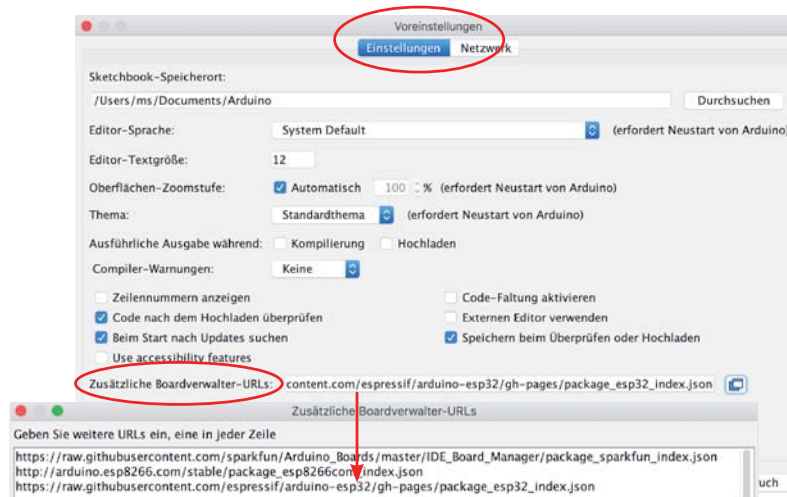 Voreinstellungen
Einstellungen Netzwerk
Sketchbook-Speicherort:
/Users/ms/Documents/Arduino Durchsuchen
Editor-Sprache: System Default (erfordert Neustart von Arduino)
Editor-Textgröße: 12
Oberflächen-Zoomstufe: Automatisch 100 % (erfordert Neustart von Arduino)
Thema: Standardthema (erfordert Neustart von Arduino)
Ausführliche Ausgabe während: Kompilierung Hochladen
Compiler-Warnungen: Keine
Zeilennummern anzeigen Code-Faltung aktivieren
Code nach dem Hochladen überprüfen Externen Editor verwenden
Beim Start nach Updates suchen Speichern beim Überprüfen oder Hochladen
Use accessibility features
Zusätzliche Boardverwalter-URLs: content.com/espressif/arduino-esp32/gh-pages/package_esp32_index.json
Zusätzliche Boardverwalter-URLs
Geben Sie weitere URLs ein, eine in jeder Zeile
https://raw.githubusercontent.com/sparkfun/Arduino_Boards/master/IDE_Board_Manager/package_sparkfun_index.json
http://arduino.esp8266.com/stable/package_esp8266com_index.json
https://raw.githubusercontent.com/espressif/arduino-esp32/gh-pages/package_esp32_index.json
uch